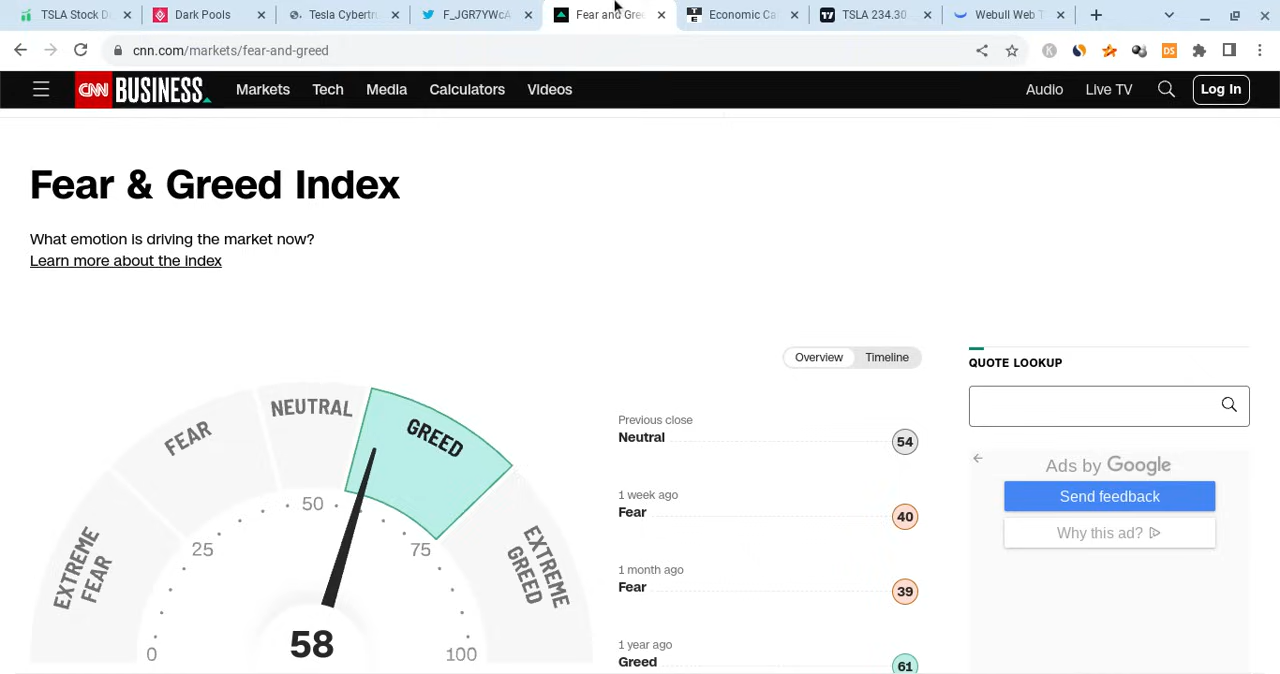 TSLA Stock D
Dark Pools
Tesla Cybertru
F_JGR7YWcA
Fear and Gree
Economic Ca
TSLA 234.30
Webull Web T
cnn.com/markets/fear-and-greed
CNN BUSINESS
Markets
Tech
Media
Calculators
Videos
Audio
Live TV
Log In
Fear & Greed Index
What emotion is driving the market now?
Learn more about the index
Overview
Timeline
EXTREME FEAR
FEAR
NEUTRAL
GREED
EXTREME GREED
0
25
50
75
100
58
Previous close
Neutral
54
1 week ago
Fear
40
1 month ago
Fear
39
1 year ago
Greed
61
QUOTE LOOKUP
Ads by Google
Send feedback
Why this ad?